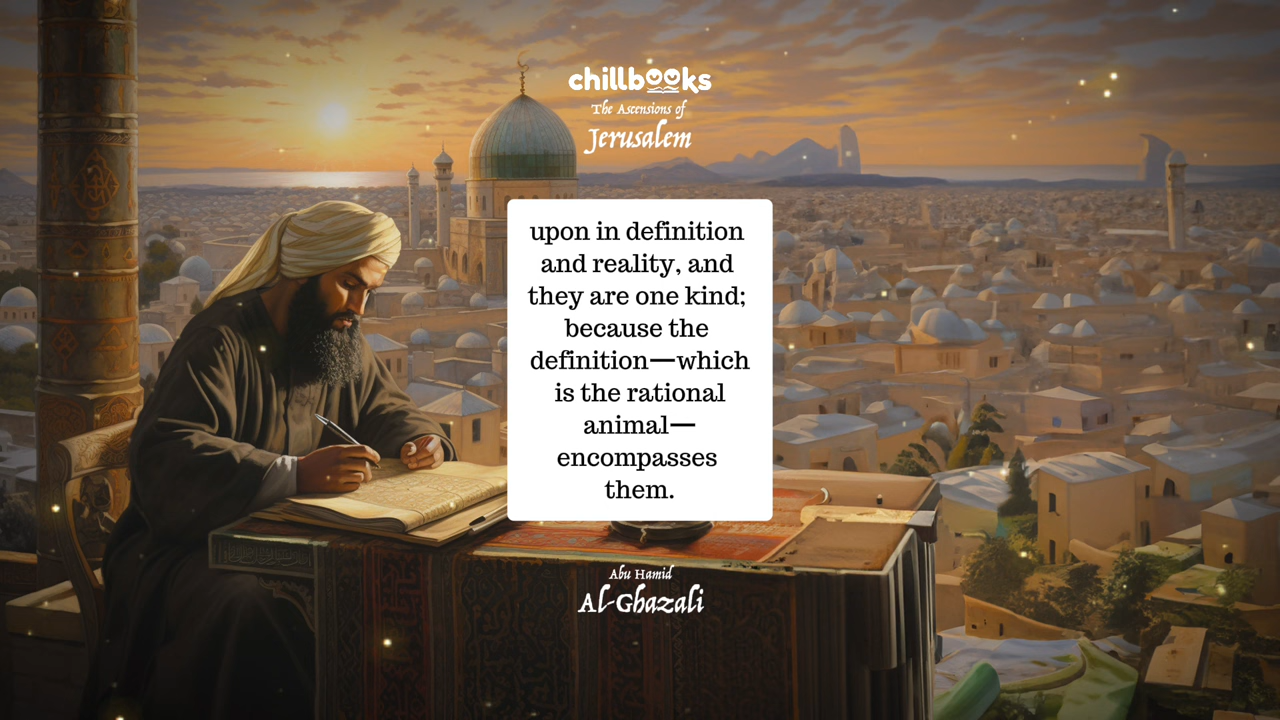 chillbooks
The Ascensions of
Jerusalem
upon in definition
and reality, and
they are one kind;
because the
definition—which
is the rational
animal—
encompasses
them.
Abu Hamid
Al-Ghazali